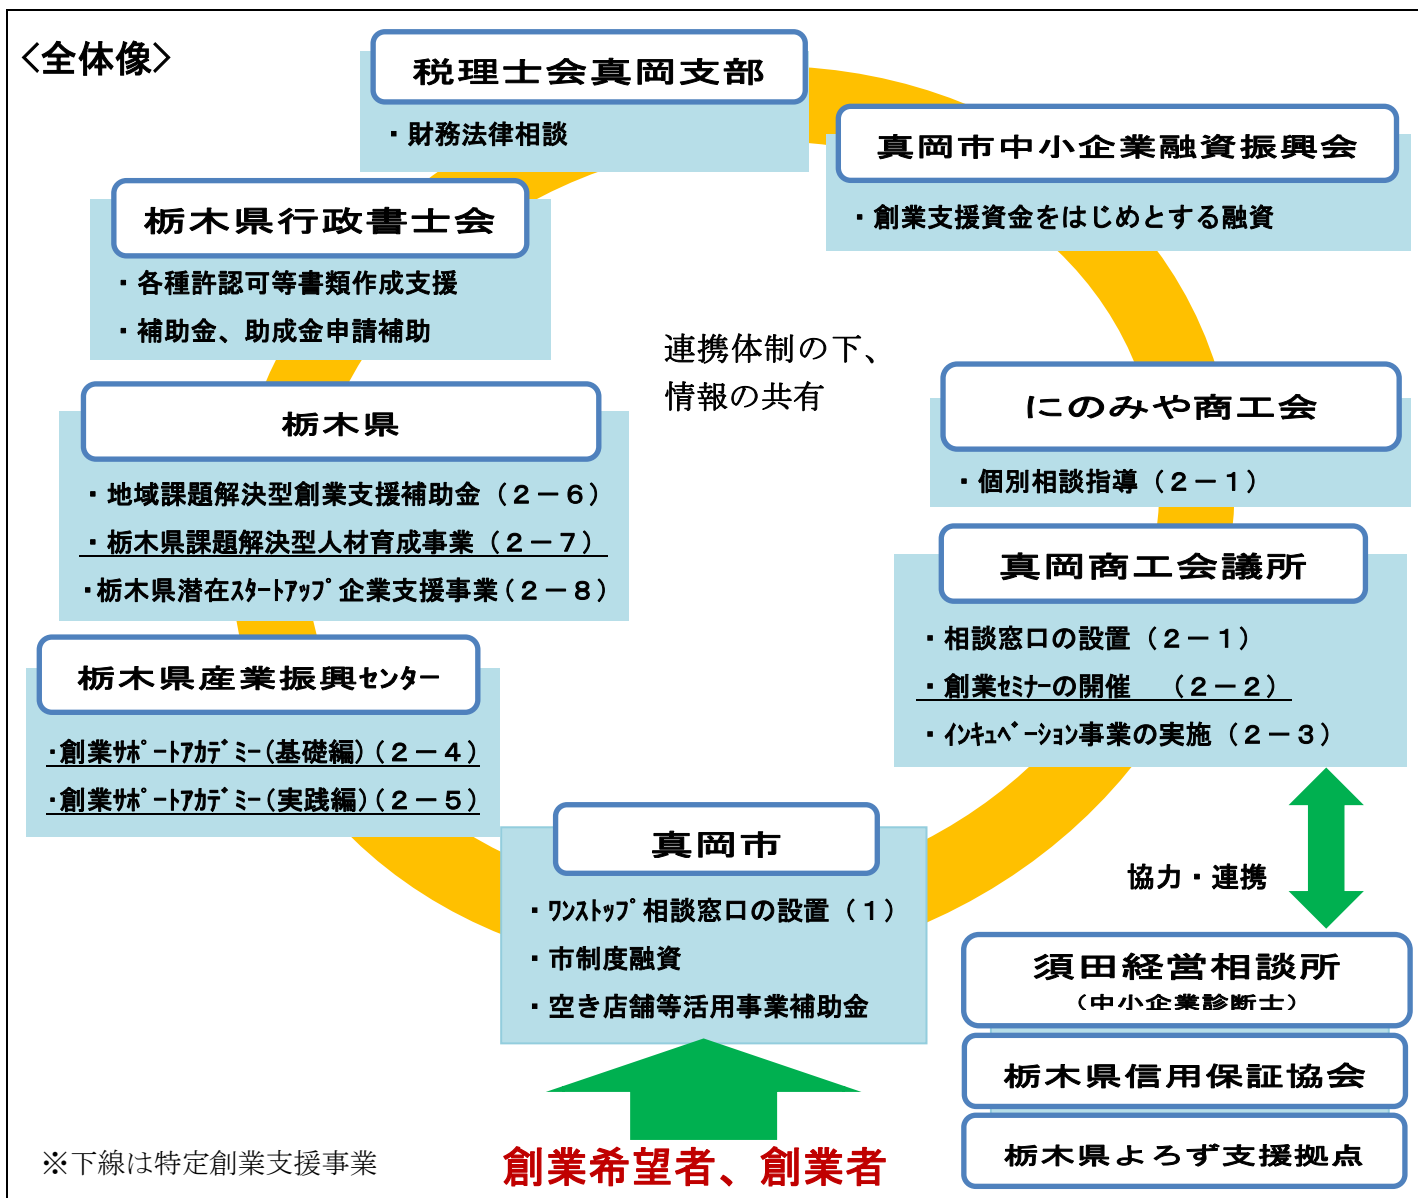 <全体像>
税理士会真岡支部
・財務法律相談
真岡市中小企業融資振興会
・創業支援資金をはじめとする融資
栃木県行政書士会
・各種許認可等書類作成支援
・補助金、助成金申請補助
連携体制の下、
情報の共有
栃木県
・地域課題解決型創業支援補助金（２－６）
・栃木県課題解決型人材育成事業（２－７）
・栃木県潜在ｽﾀｰﾄｱｯﾌﾟ企業支援事業（２－８）
にのみや商工会
・個別相談指導（２－１）
真岡商工会議所
・相談窓口の設置（２－１）
・創業ｾﾐﾅｰの開催　（２－２）
・ｲﾝｷｭﾍﾞｰｼｮﾝ事業の実施（２－３）
栃木県産業振興ｾﾝﾀｰ
・創業ｻﾎﾟｰﾄｱｶﾃﾞﾐｰ(基礎編)(２－４)
・創業ｻﾎﾟｰﾄｱｶﾃﾞﾐｰ(実践編)(２－５)
真岡市
・ﾜﾝｽﾄｯﾌﾟ相談窓口の設置（１）
・市制度融資
・空き店舗等活用事業補助金
協力・連携
須田経営相談所
（中小企業診断士）
栃木県信用保証協会
栃木県よろず支援拠点
創業希望者、創業者
※下線は特定創業支援事業